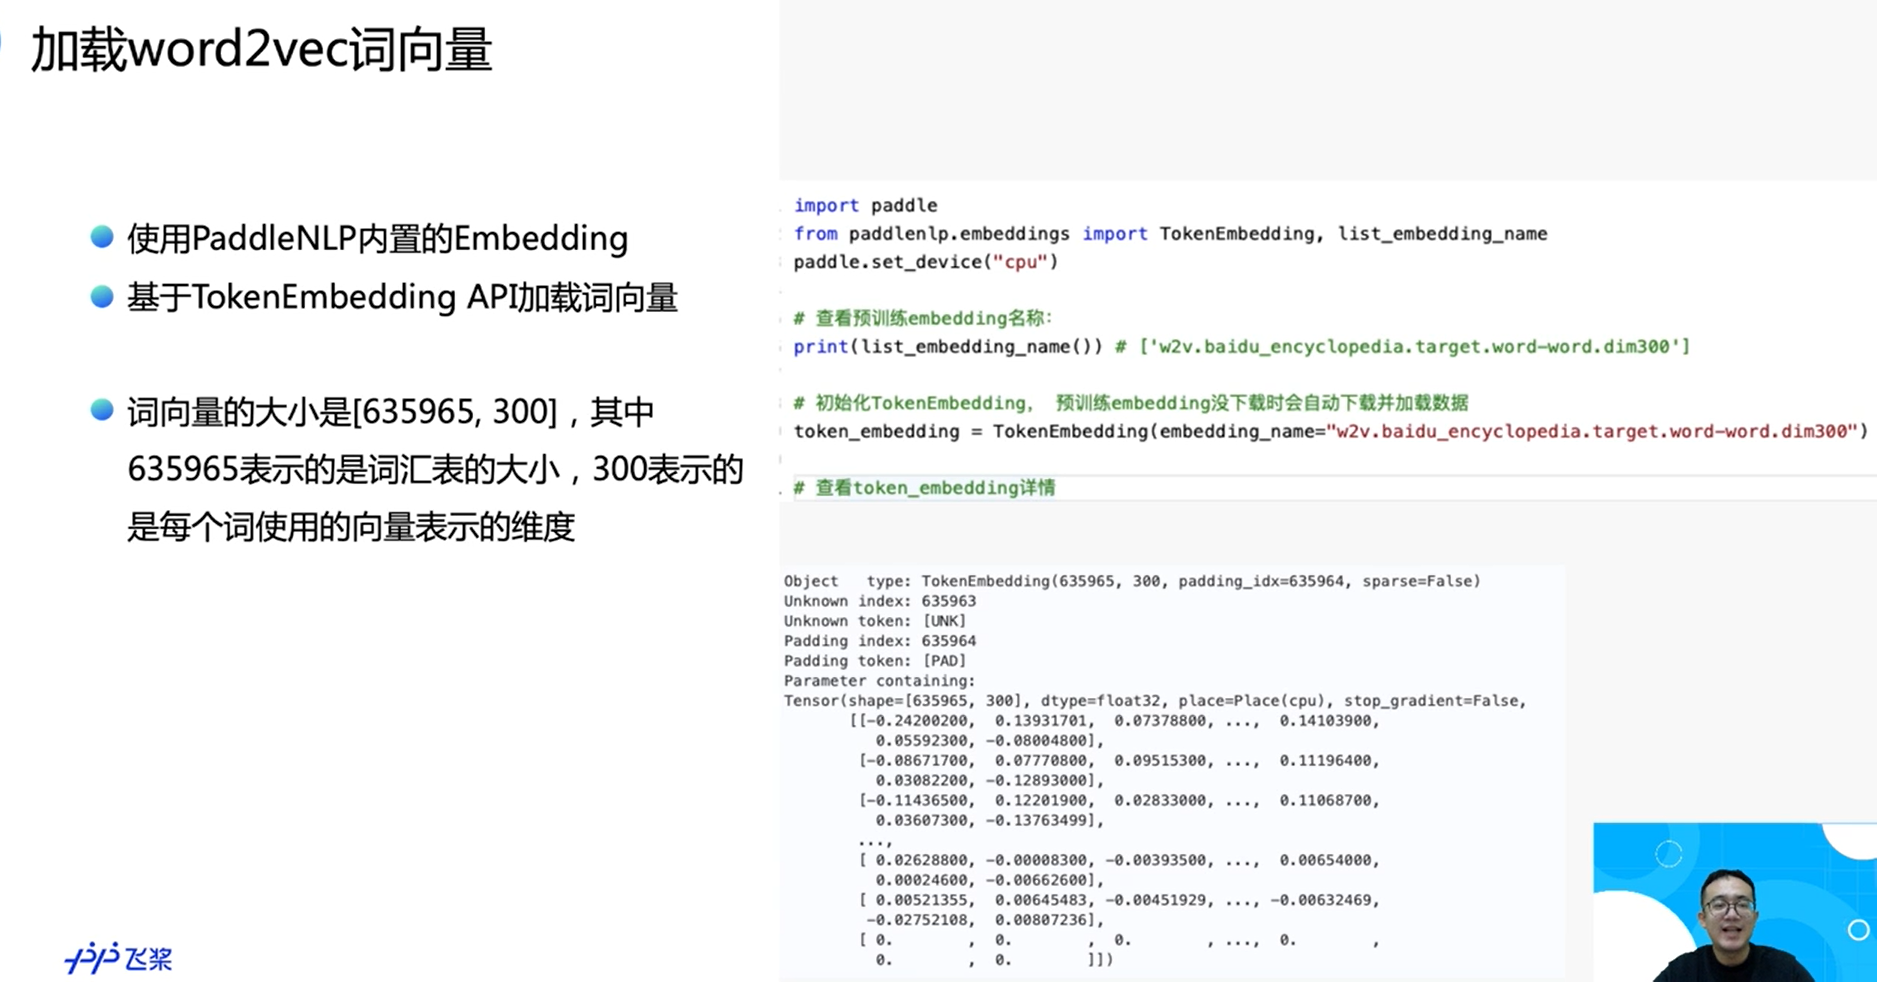 加载word2vec词向量
使用PaddleNLP内置的Embedding
基于TokenEmbedding API加载词向量
词向量的大小是[635965, 300]，其中
635965表示的是词汇表的大小，300表示的
是每个词使用的向量表示的维度
import paddle
from paddlenlp.embeddings import TokenEmbedding, list_embedding_name
paddle.set_device("cpu")
# 查看预训练embedding名称：
print(list_embedding_name()) # ['w2v.baidu_encyclopedia.target.word-word.dim300']
# 初始化TokenEmbedding， 预训练embedding没下载时会自动下载并加载数据
token_embedding = TokenEmbedding(embedding_name="w2v.baidu_encyclopedia.target.word-word.dim300")
# 查看token_embedding详情
Object   type: TokenEmbedding(635965, 300, padding_idx=635964, sparse=False)
Unknown index: 635963
Unknown token: [UNK]
Padding index: 635964
Padding token: [PAD]
Parameter containing:
Tensor(shape=[635965, 300], dtype=float32, place=Place(cpu), stop_gradient=False,
[[-0.24200200,  0.13931701,  0.07378800, ...,  0.14103900,
0.05592300, -0.08004800],
[-0.08671700,  0.07770800,  0.09515300, ...,  0.11196400,
0.03082200, -0.12893000],
[-0.11436500,  0.12201900,  0.02833000, ...,  0.11068700,
0.03607300, -0.13763499],
...,
[ 0.02628800, -0.00008300, -0.00393500, ...,  0.00654000,
0.00024600, -0.00662600],
[ 0.00521355,  0.00645483, -0.00451929, ..., -0.00632469,
-0.02752108,  0.00807236],
[ 0.        ,  0.        ,  0.        , ...,  0.        ,
0.        ,  0.        ]])
飞桨